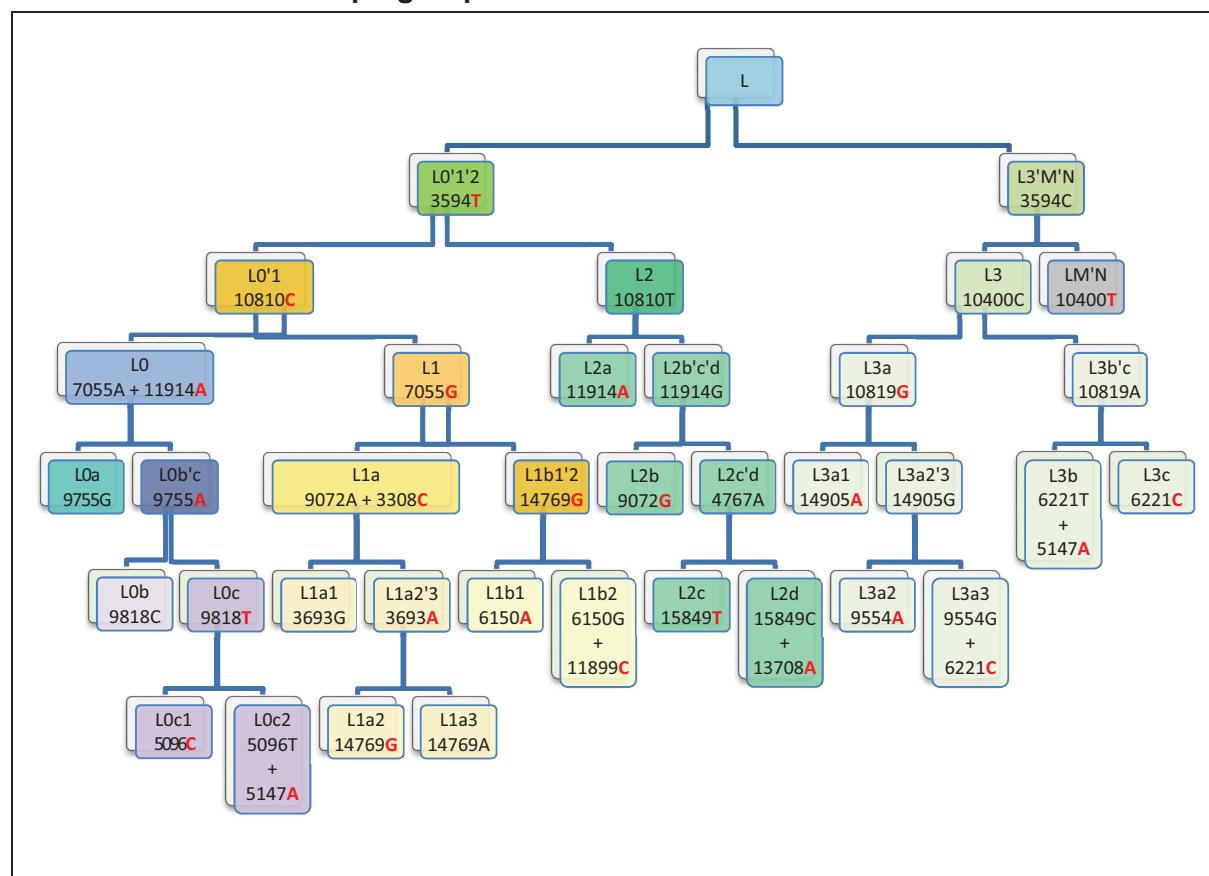 L
L0'1'2
3594T
L3'M'N
3594C
L0'1
10810C
L2
10810T
L3
10400C
LM'N
10400T
L0
7055A + 11914A
L1
7055G
L2a
11914A
L2b'c'd
11914G
L3a
10819G
L3b'c
10819A
L0a
9755G
L0b'c
9755A
L1a
9072A + 3308C
L1b1'2
14769G
L2b
9072G
L2c'd
4767A
L3a1
14905A
L3a2'3
14905G
L3b
6221T
+
5147A
L3c
6221C
L0b
9818C
L0c
9818T
L1a1
3693G
L1a2'3
3693A
L1b1
6150A
L1b2
6150G
+
11899C
L2c
15849T
L2d
15849C
+
13708A
L3a2
9554A
L3a3
9554G
+
6221C
L0c1
5096C
L0c2
5096T
+
5147A
L1a2
14769G
L1a3
14769A